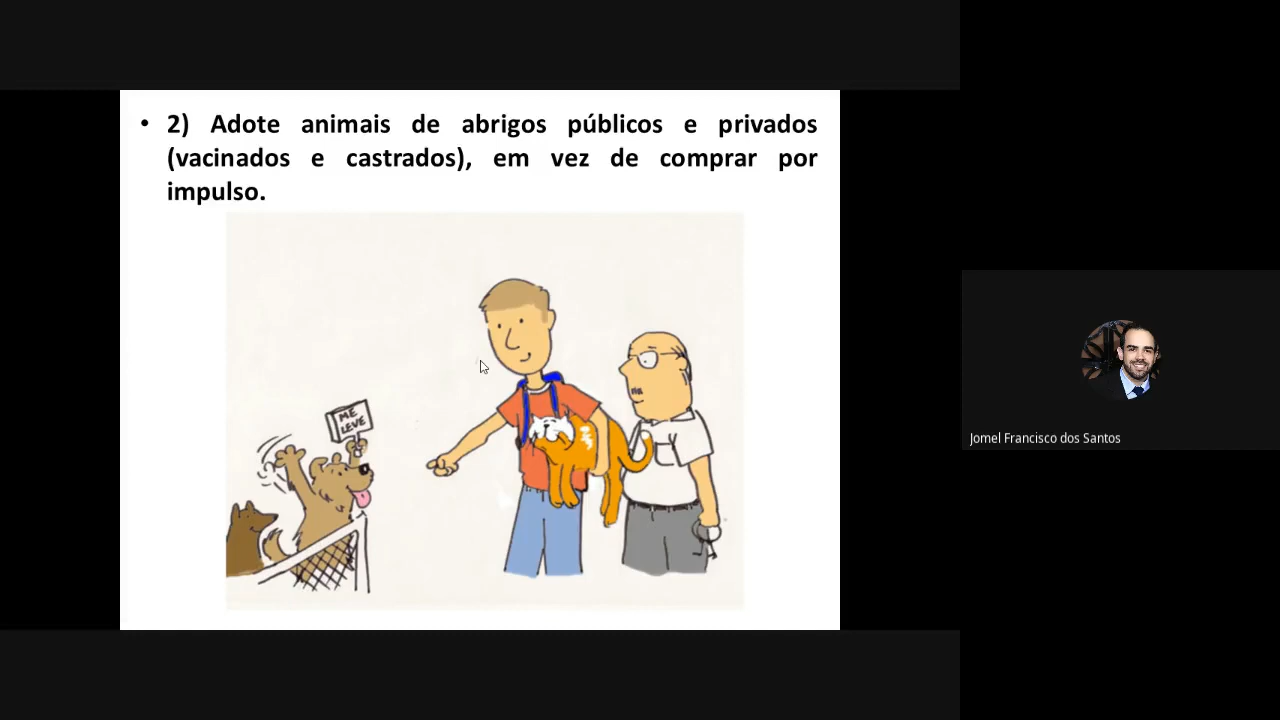 • 2) Adote animais de abrigos públicos e privados
(vacinados e castrados), em vez de comprar por
impulso.
ME
LEVE
Jomel Francisco dos Santos